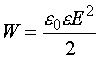 W = ε₀εE² / 2